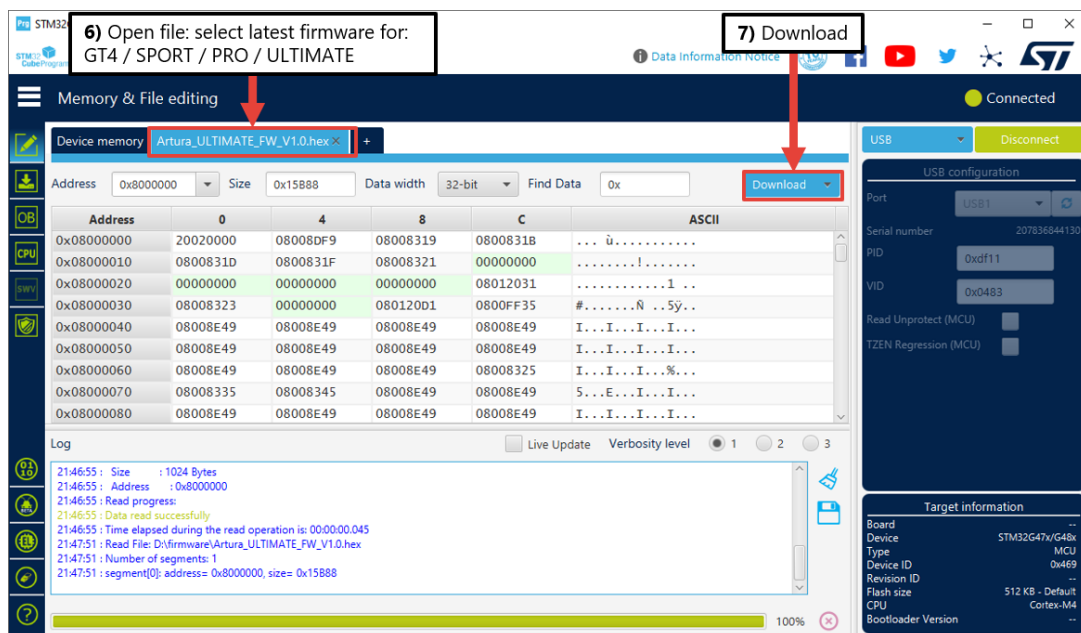 Prg STM32C
6) Open file: select latest firmware for:
GT4 / SPORT / PRO / ULTIMATE
7) Download
STM32
CubeProgram
Data Information Notice
Memory & File editing
Connected
Device memory Artura_ULTIMATE_FW_V1.0.hex × +
USB Disconnect
Address 0x8000000 Size 0x15B88 Data width 32-bit Find Data 0x Download
Address 0 4 8 C ASCII
0x08000000 20020000 08008DF9 08008319 0800831B ... ù...........
0x08000010 0800831D 0800831F 08008321 00000000 ........!.......
0x08000020 00000000 00000000 00000000 08012031 ............1 ..
0x08000030 08008323 00000000 080120D1 0800FF35 #.......Ñ ..5ÿ..
0x08000040 08008E49 08008E49 08008E49 08008E49 I...I...I...I...
0x08000050 08008E49 08008E49 08008E49 08008E49 I...I...I...I...
0x08000060 08008E49 08008E49 08008E49 08008325 I...I...I...%...
0x08000070 08008335 08008345 08008E49 08008E49 5...E...I...I...
0x08000080 08008E49 08008E49 08008E49 08008E49 I...I...I...I...
OB
CPU
SWV
Log Live Update Verbosity level 1 2 3
21:46:55 : Size : 1024 Bytes
21:46:55 : Address : 0x8000000
21:46:55 : Read progress:
21:46:55 : Data read successfully
21:46:55 : Time elapsed during the read operation is: 00:00:00.045
21:47:51 : Read File: D:\firmware\Artura_ULTIMATE_FW_V1.0.hex
21:47:51 : Number of segments: 1
21:47:51 : segment[0]: address= 0x8000000, size= 0x15B88
100%
USB configuration
Port USB1
Serial number 207836844130
PID 0xdf11
VID 0x0483
Read Unprotect (MCU)
TZEN Regression (MCU)
Target information
Board --
Device STM32G47x/G48x
Type MCU
Device ID 0x469
Revision ID --
Flash size 512 KB - Default
CPU Cortex-M4
Bootloader Version --